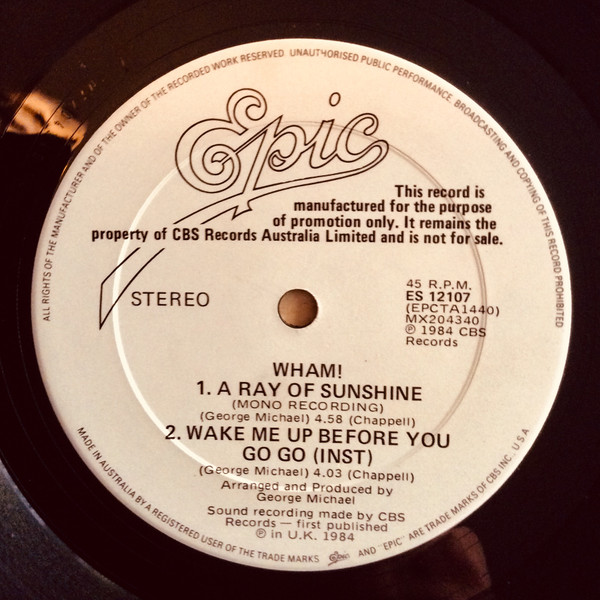 ALL RIGHTS OF THE MANUFACTURER AND OF THE OWNER OF THE RECORDED WORK RESERVED UNAUTHORISED PUBLIC PERFORMANCE. BROADCASTING AND COPYING OF THIS RECORD PROHIBITED
Epic
This record is
manufactured for the purpose
of promotion only. It remains the
property of CBS Records Australia Limited and is not for sale.
STEREO
45 R.P.M.
ES 12107
(EPCTA1440)
MX204340
℗ 1984 CBS
Records
WHAM!
1. A RAY OF SUNSHINE
(MONO RECORDING)
(George Michael) 4.58 (Chappell)
2. WAKE ME UP BEFORE YOU
GO GO (INST)
(George Michael) 4.03 (Chappell)
Arranged and Produced by
George Michael
Sound recording made by CBS
Records — first published
℗ in U.K. 1984
MADE IN AUSTRALIA BY A REGISTERED USER OF THE TRADE MARKS Epic AND "EPIC" ARE TRADE MARKS OF CBS INC. U.S.A